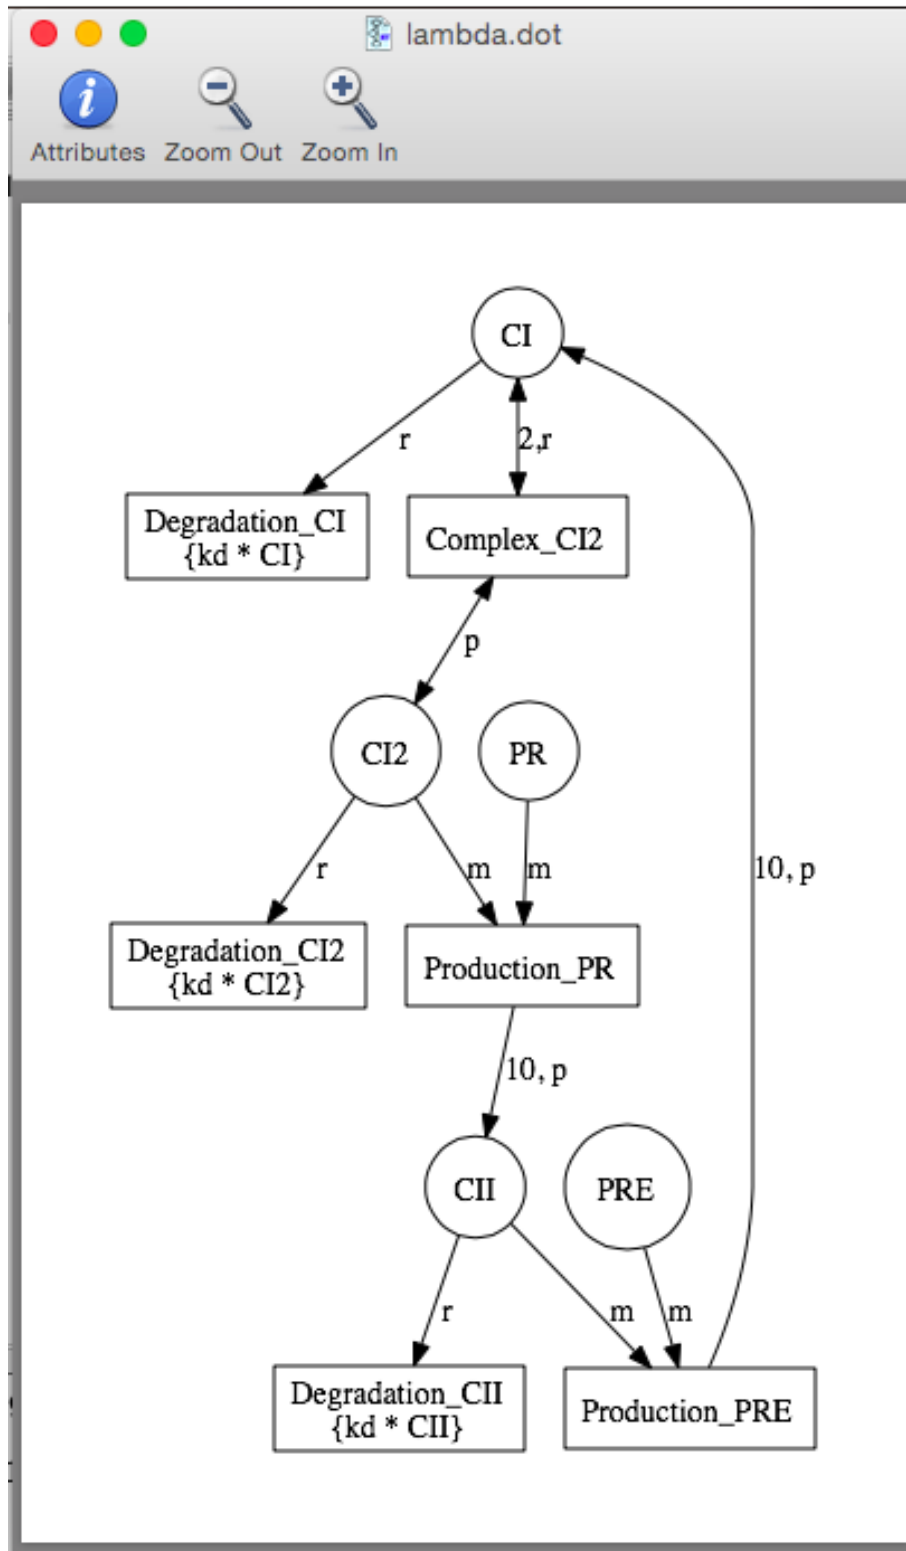 lambda.dot
Attributes Zoom Out Zoom In
CI
r
2,r
Degradation_CI
{kd * CI}
Complex_CI2
p
CI2
PR
r
m
m
10, p
Degradation_CI2
{kd * CI2}
Production_PR
10, p
CII
PRE
r
m
m
Degradation_CII
{kd * CII}
Production_PRE